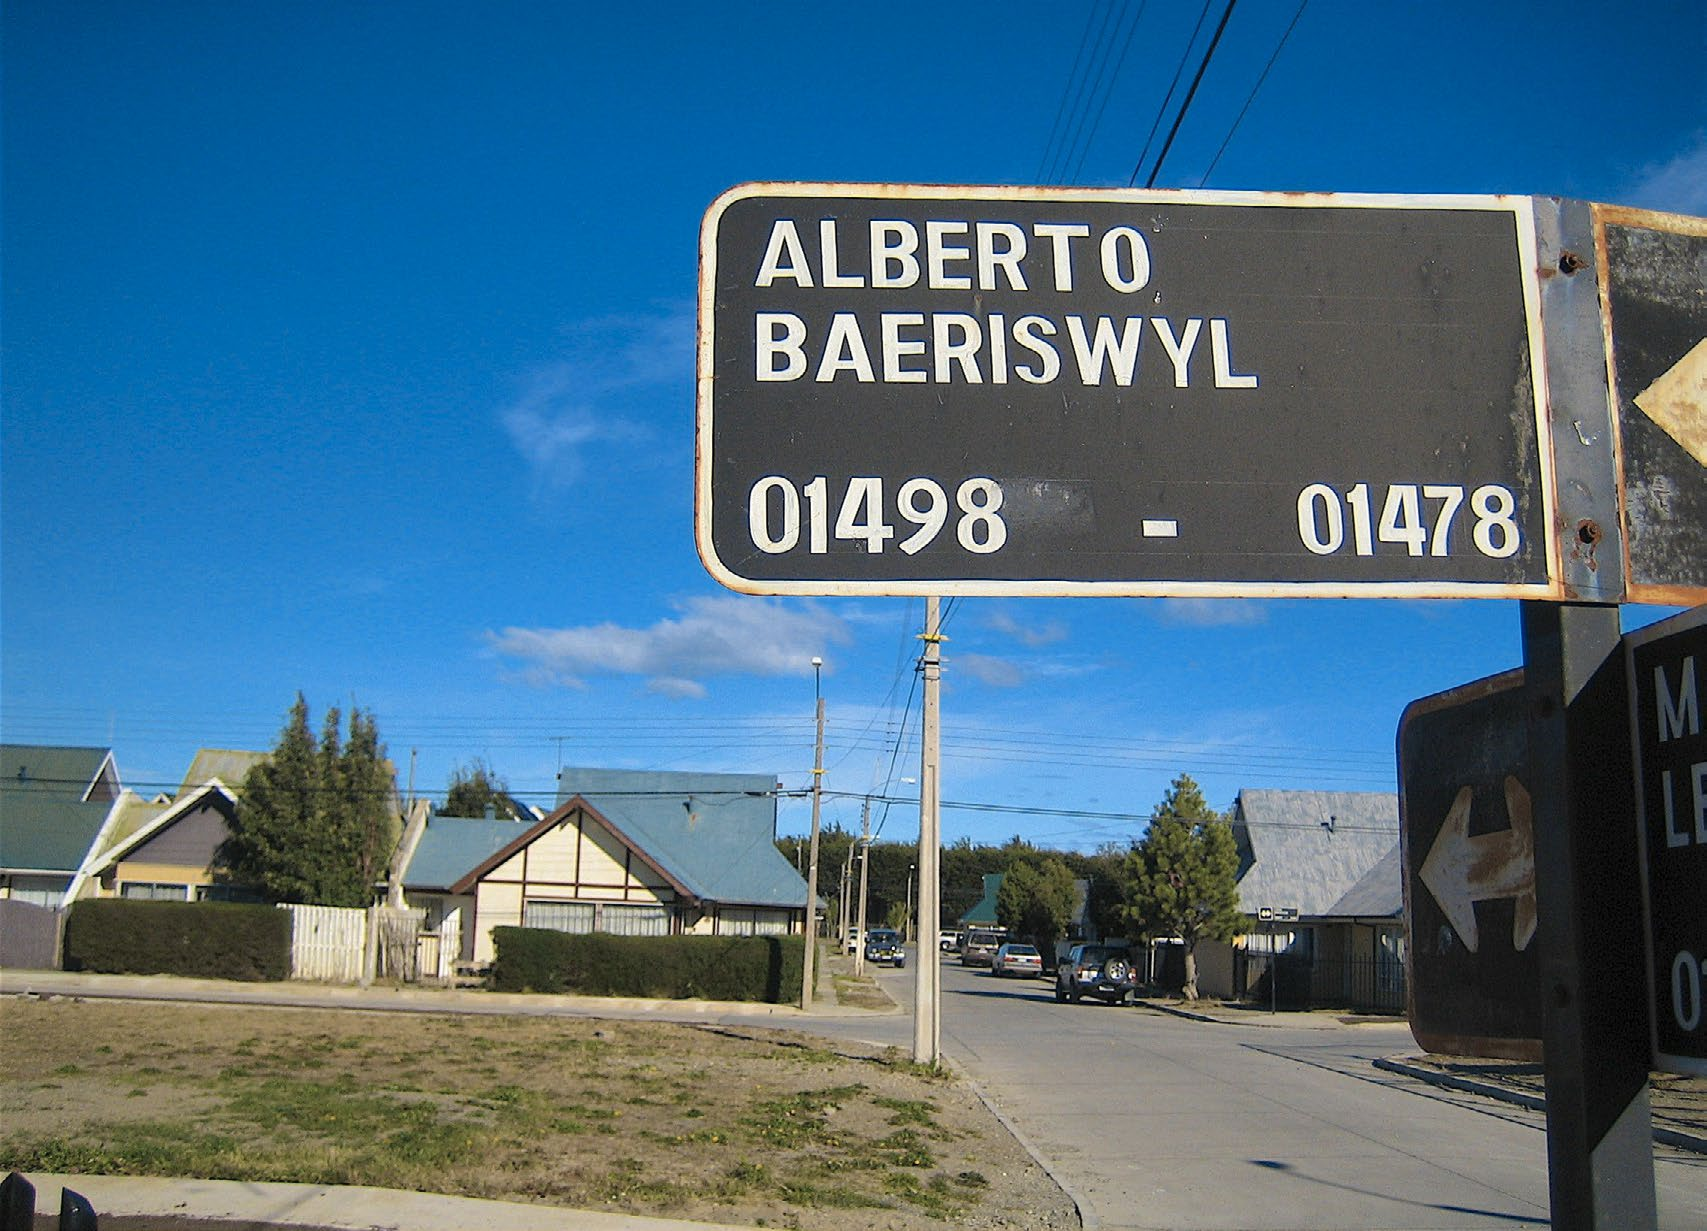 ALBERTO
BAERISWYL
01498 - 01478